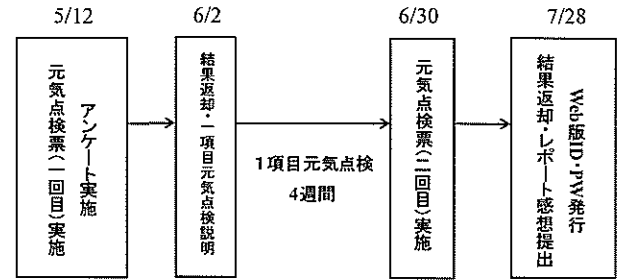 5/12
6/2
6/30
7/28
アンケート実施
元気点検票(一回目)実施
結果返却・一項目元気点検説明
1項目元気点検
4週間
元気点検票(二回目)実施
Web版ID・PW発行
結果返却・レポート感想提出